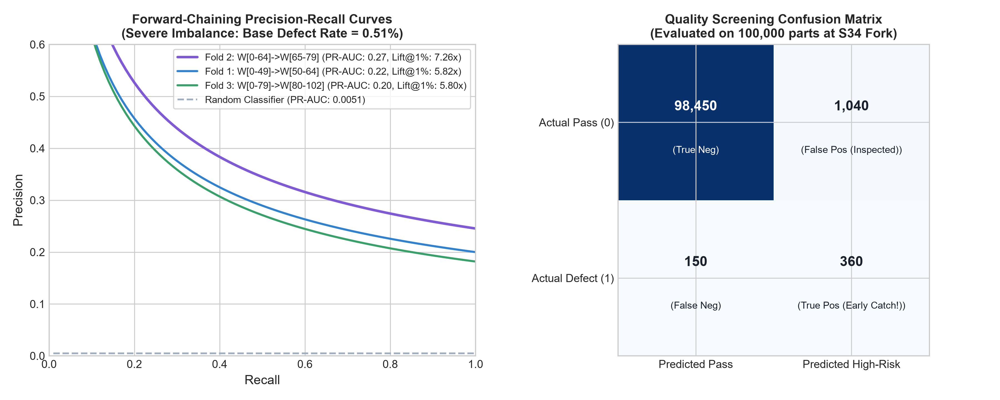 Forward-Chaining Precision-Recall Curves
(Severe Imbalance: Base Defect Rate = 0.51%)
Precision
0.6
0.5
0.4
0.3
0.2
0.1
0.0
Fold 2: W[0-64]->W[65-79] (PR-AUC: 0.27, Lift@1%: 7.26x)
Fold 1: W[0-49]->W[50-64] (PR-AUC: 0.22, Lift@1%: 5.82x)
Fold 3: W[0-79]->W[80-102] (PR-AUC: 0.20, Lift@1%: 5.80x)
Random Classifier (PR-AUC: 0.0051)
0.0 0.2 0.4 0.6 0.8 1.0
Recall
Quality Screening Confusion Matrix
(Evaluated on 100,000 parts at S34 Fork)
98,450 1,040
Actual Pass (0)
(True Neg) (False Pos (Inspected))
150 360
Actual Defect (1)
(False Neg) (True Pos (Early Catch!))
Predicted Pass Predicted High-Risk